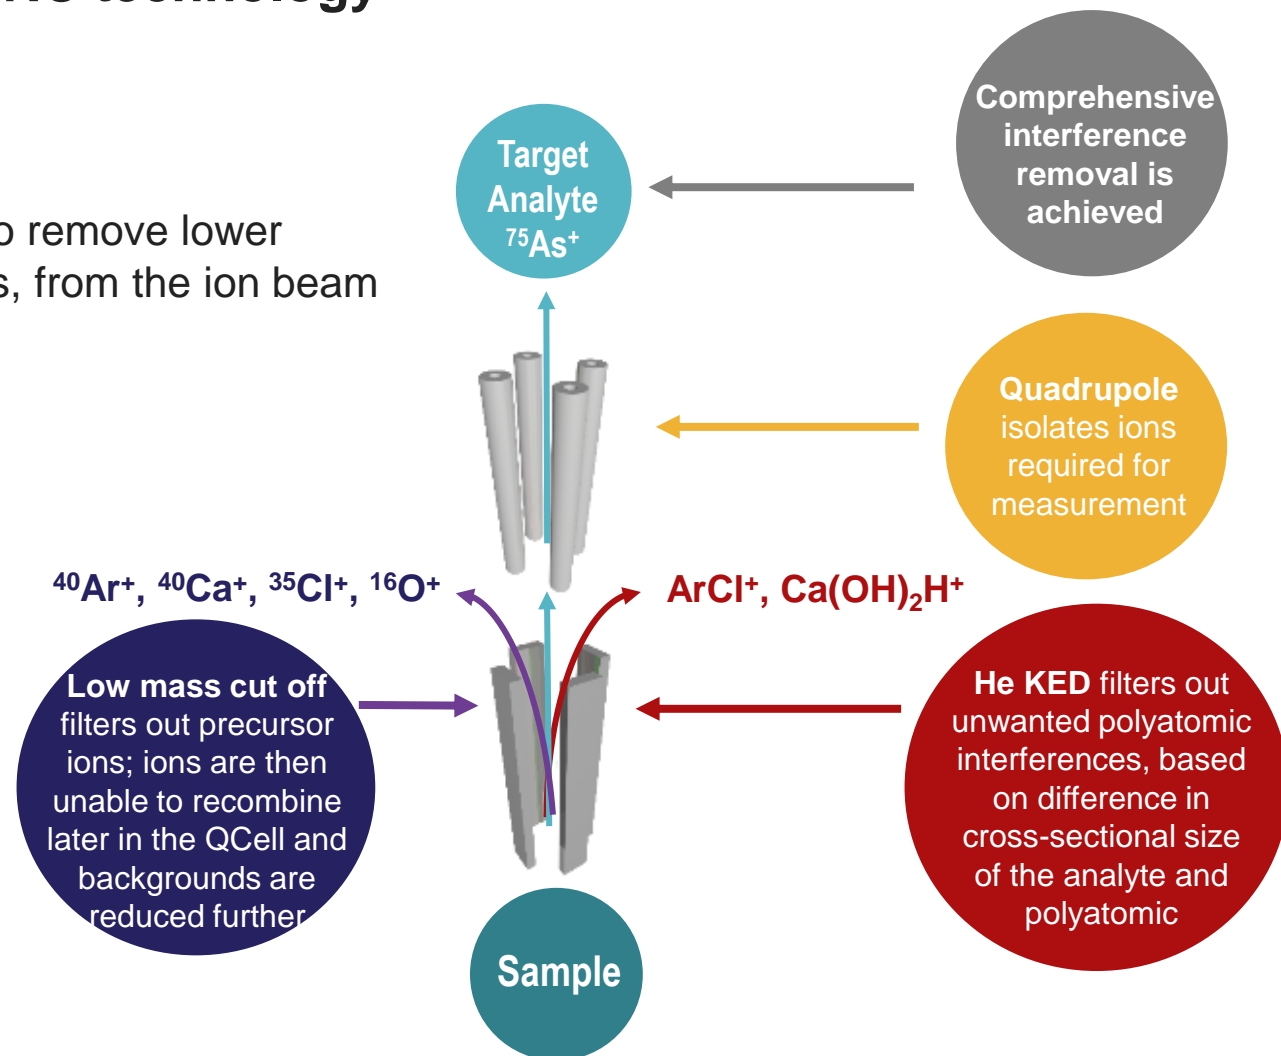 technology
remove lower
from the ion beam
Comprehensive
interference
removal is
achieved
Target
Analyte
⁷⁵As⁺
Quadrupole
isolates ions
required for
measurement
⁴⁰Ar⁺, ⁴⁰Ca⁺, ³⁵Cl⁺, ¹⁶O⁺
ArCl⁺, Ca(OH)₂H⁺
Low mass cut off
filters out precursor
ions; ions are then
unable to recombine
later in the QCell and
backgrounds are
reduced further
He KED filters out
unwanted polyatomic
interferences, based
on difference in
cross-sectional size
of the analyte and
polyatomic
Sample